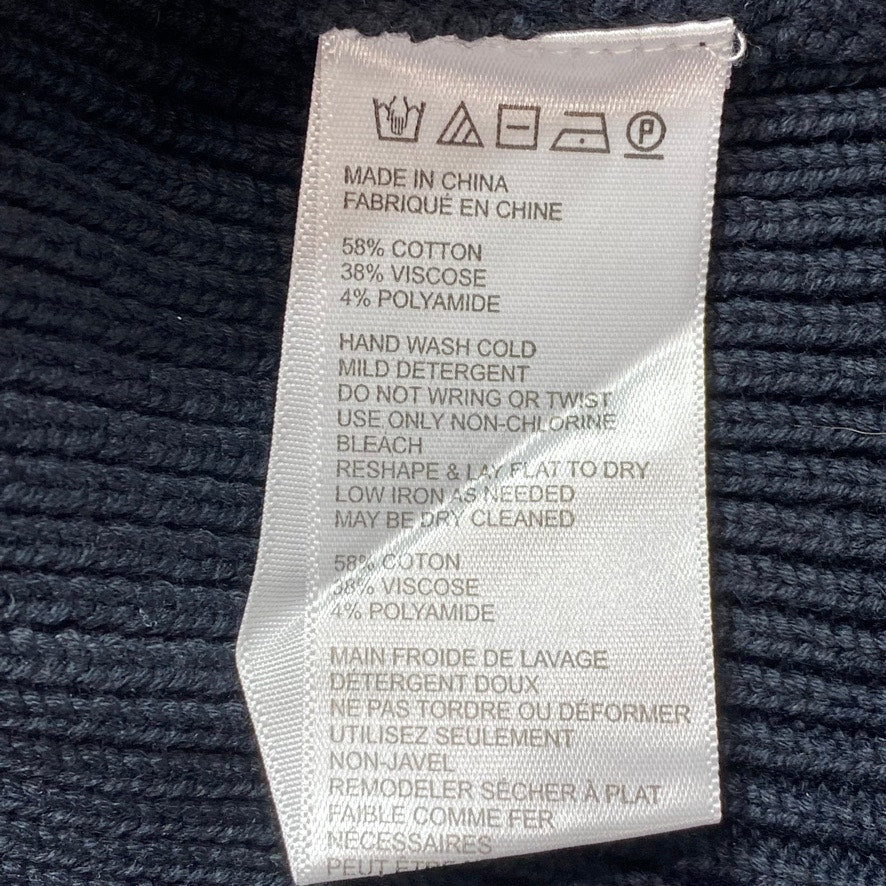 P
MADE IN CHINA
FABRIQUÉ EN CHINE
58% COTTON
38% VISCOSE
4% POLYAMIDE
HAND WASH COLD
MILD DETERGENT
DO NOT WRING OR TWIST
USE ONLY NON-CHLORINE
BLEACH
RESHAPE & LAY FLAT TO DRY
LOW IRON AS NEEDED
MAY BE DRY CLEANED
58% COTON
38% VISCOSE
4% POLYAMIDE
MAIN FROIDE DE LAVAGE
DETERGENT DOUX
NE PAS TORDRE OU DÉFORMER
UTILISEZ SEULEMENT
NON-JAVEL
REMODELER SÉCHER À PLAT
FAIBLE COMME FER
NÉCESSAIRES
PEUT